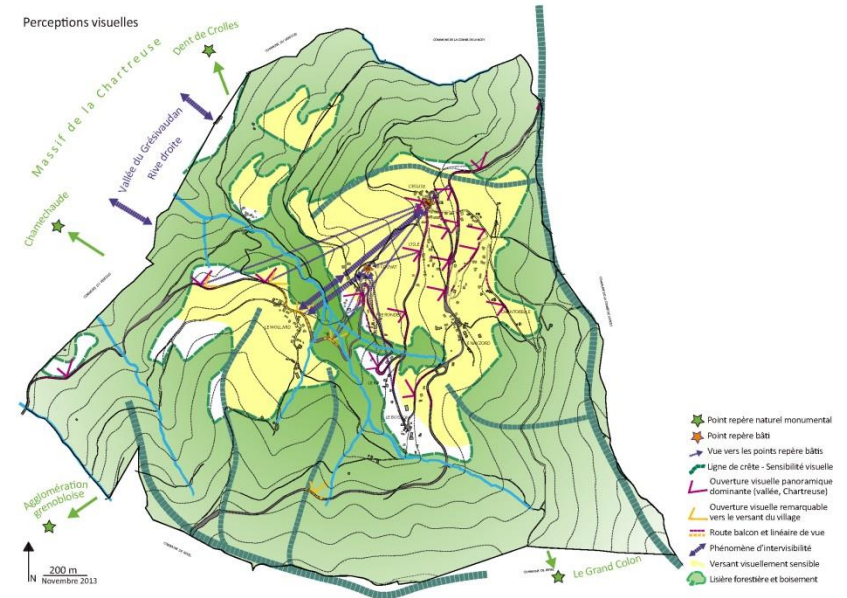 Perceptions visuelles
Dent de Crolles
Massif de la Chartreuse
Vallée du Grésivaudan
Rive droite
Chamechaude
Agglomération
grenobloise
Le Grand Colon
N
200 m
Novembre 2013
Point repère naturel monumental
Point repère bâti
Vue vers les points repère bâtis
Ligne de crête - Sensibilité visuelle
Ouverture visuelle panoramique
dominante (vallée, Chartreuse)
Ouverture visuelle remarquable
vers le versant du village
Route balcon et linéaire de vue
Phénomène d'intervisibilité
Versant visuellement sensible
Lisière forestière et boisement